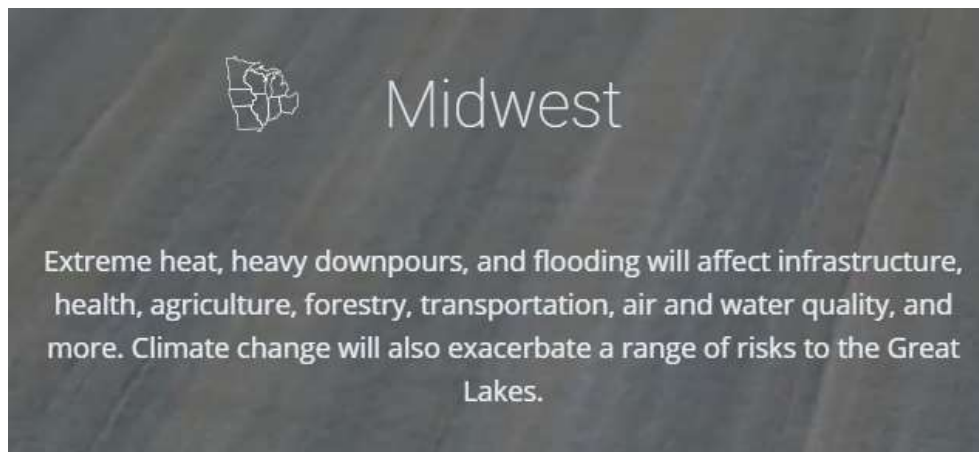 Midwest
Extreme heat, heavy downpours, and flooding will affect infrastructure,
health, agriculture, forestry, transportation, air and water quality, and
more. Climate change will also exacerbate a range of risks to the Great
Lakes.